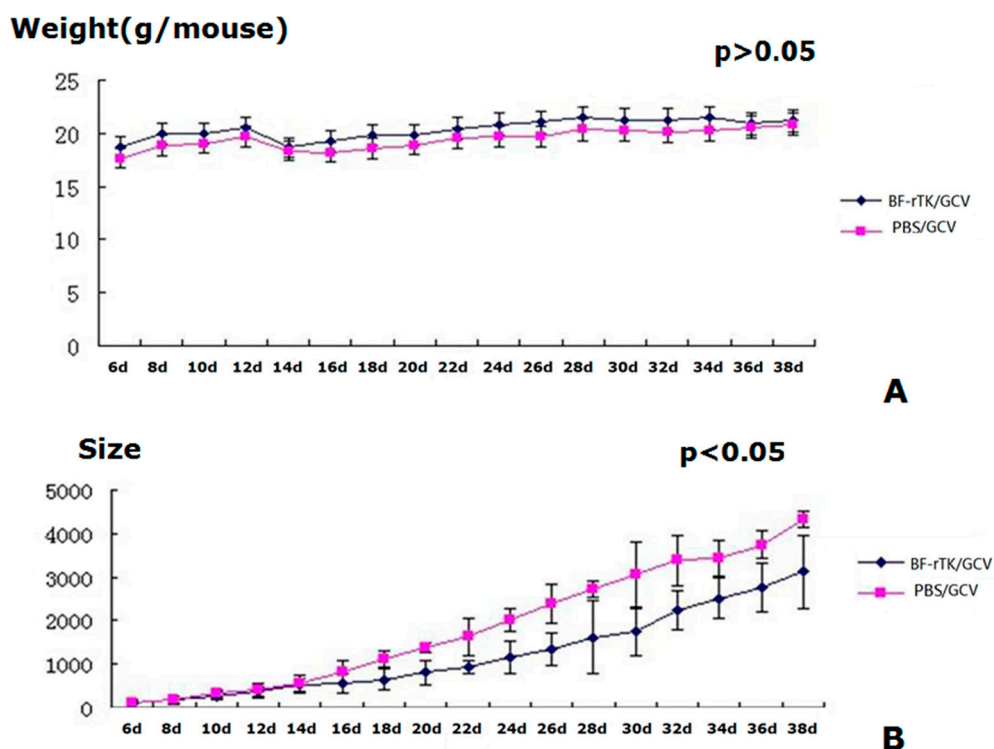 Weight(g/mouse)
p>0.05
25
20
15
10
5
0
BF-rTK/GCV
PBS/GCV
6d 8d 10d 12d 14d 16d 18d 20d 22d 24d 26d 28d 30d 32d 34d 36d 38d
A
Size
p<0.05
5000
4000
3000
2000
1000
0
BF-rTK/GCV
PBS/GCV
6d 8d 10d 12d 14d 16d 18d 20d 22d 24d 26d 28d 30d 32d 34d 36d 38d
B